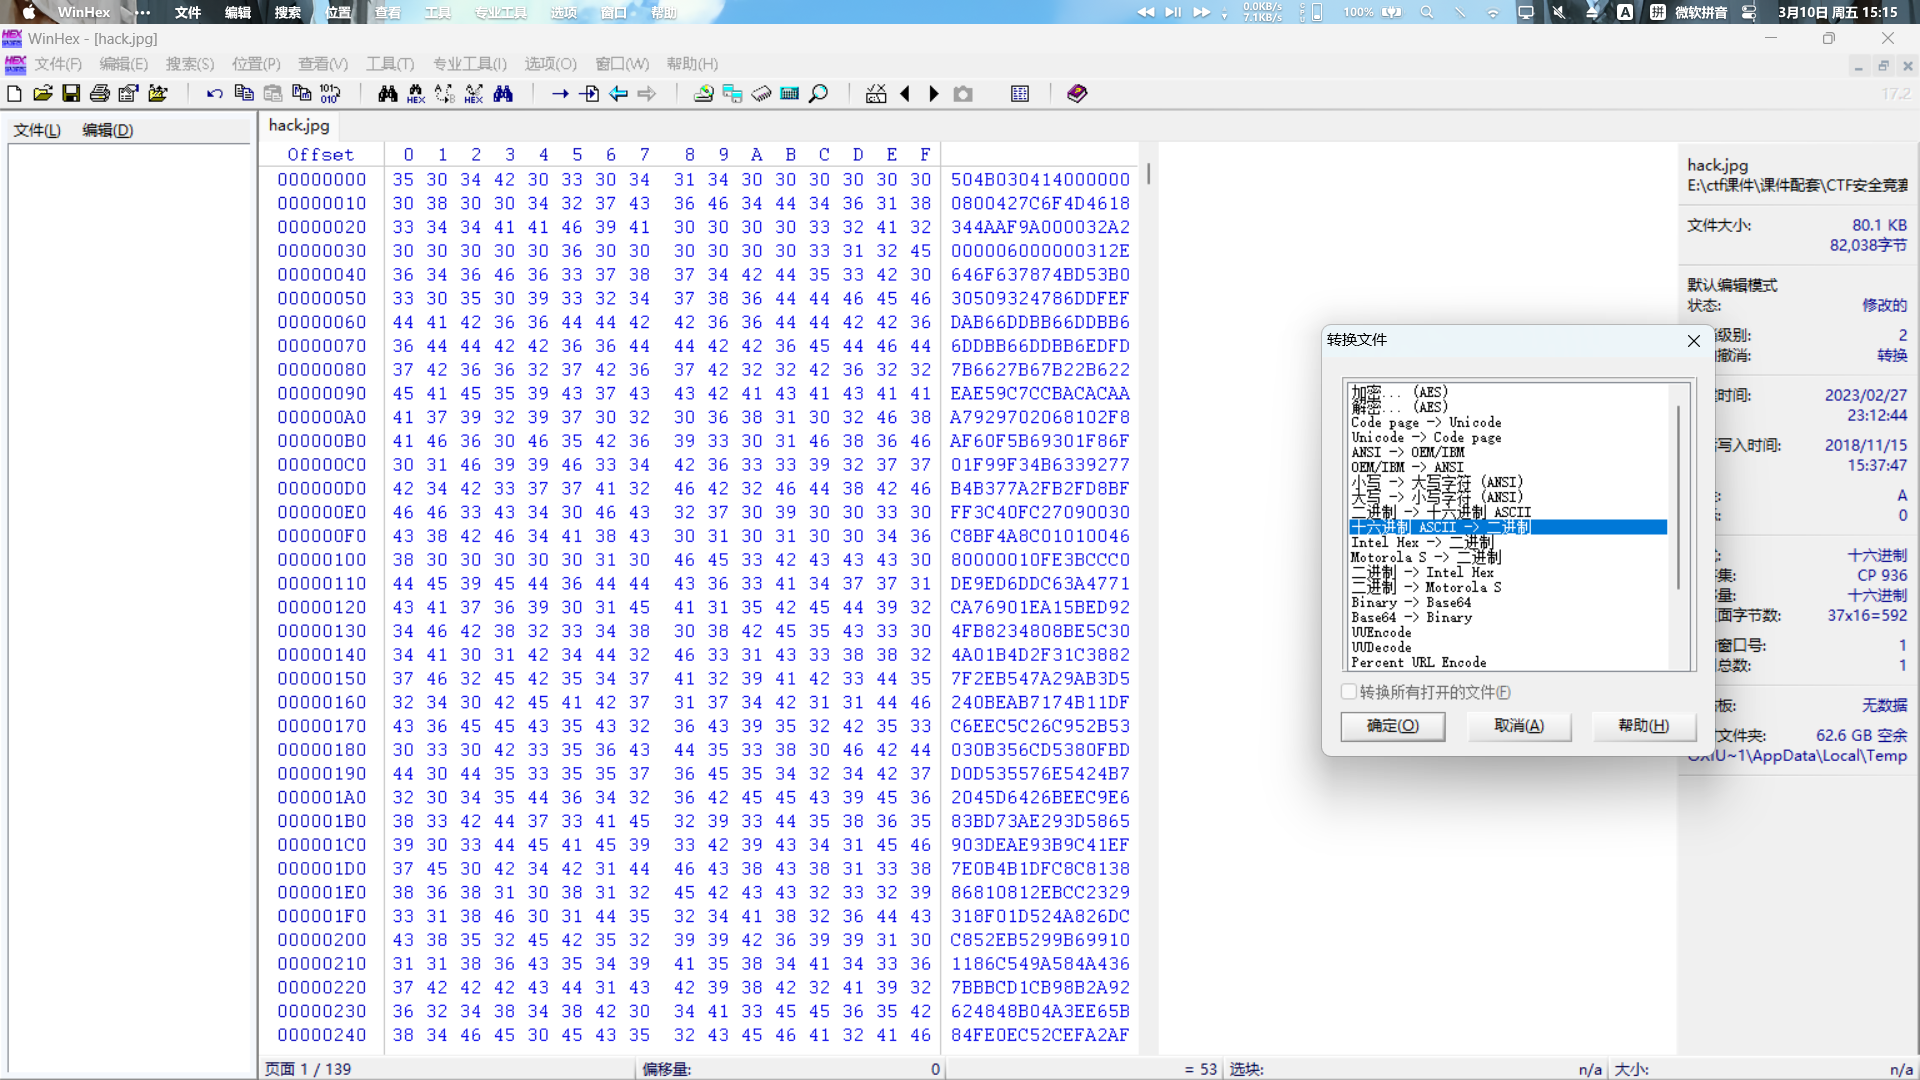 WinHex ••• 文件 编辑 搜索 位置 查看 工具 专业工具 选项 窗口 帮助 0.0KB/s 7.1KB/s 100% A 拼 微软拼音 3月10日 周五 15:15
WinHex - [hack.jpg]
文件(F) 编辑(E) 搜索(S) 位置(P) 查看(V) 工具(T) 专业工具(I) 选项(O) 窗口(W) 帮助(H)
17.2
文件(L) 编辑(D)
hack.jpg
Offset 0 1 2 3 4 5 6 7 8 9 A B C D E F
00000000 35 30 34 42 30 33 30 34 31 34 30 30 30 30 30 30 504B030414000000
00000010 30 38 30 30 34 32 37 43 36 46 34 44 34 36 31 38 0800427C6F4D4618
00000020 33 34 34 41 41 46 39 41 30 30 30 30 33 32 41 32 344AAF9A000032A2
00000030 30 30 30 30 30 36 30 30 30 30 30 30 33 31 32 45 000006000000312E
00000040 36 34 36 46 36 33 37 38 37 34 42 44 35 33 42 30 646F637874BD53B0
00000050 33 30 35 30 39 33 32 34 37 38 36 44 44 46 45 46 30509324786DDFEF
00000060 44 41 42 36 36 44 44 42 42 36 36 44 44 42 42 36 DAB66DDBB66DDBB6
00000070 36 44 44 42 42 36 36 44 44 42 42 36 45 44 46 44 6DDBB66DDBB6EDFD
00000080 37 42 36 36 32 37 42 36 37 42 32 32 42 36 32 32 7B6627B67B22B622
00000090 45 41 45 35 39 43 37 43 43 42 41 43 41 43 41 41 EAE59C7CCBACACAA
000000A0 41 37 39 32 39 37 30 32 30 36 38 31 30 32 46 38 A7929702068102F8
000000B0 41 46 36 30 46 35 42 36 39 33 30 31 46 38 36 46 AF60F5B69301F86F
000000C0 30 31 46 39 39 46 33 34 42 36 33 33 39 32 37 37 01F99F34B6339277
000000D0 42 34 42 33 37 37 41 32 46 42 32 46 44 38 42 46 B4B377A2FB2FD8BF
000000E0 46 46 33 43 34 30 46 43 32 37 30 39 30 30 33 30 FF3C40FC27090030
000000F0 43 38 42 46 34 41 38 43 30 31 30 31 30 30 34 36 C8BF4A8C01010046
00000100 38 30 30 30 30 30 31 30 46 45 33 42 43 43 43 30 80000010FE3BCCC0
00000110 44 45 39 45 44 36 44 44 43 36 33 41 34 37 37 31 DE9ED6DDC63A4771
00000120 43 41 37 36 39 30 31 45 41 31 35 42 45 44 39 32 CA76901EA15BED92
00000130 34 46 42 38 32 33 34 38 30 38 42 45 35 43 33 30 4FB8234808BE5C30
00000140 34 41 30 31 42 34 44 32 46 33 31 43 33 38 38 32 4A01B4D2F31C3882
00000150 37 46 32 45 42 35 34 37 41 32 39 41 42 33 44 35 7F2EB547A29AB3D5
00000160 32 34 30 42 45 41 42 37 31 37 34 42 31 31 44 46 240BEAB7174B11DF
00000170 43 36 45 45 43 35 43 32 36 43 39 35 32 42 35 33 C6EEC5C26C952B53
00000180 30 33 30 42 33 35 36 43 44 35 33 38 30 46 42 44 030B356CD5380FBD
00000190 44 30 44 35 33 35 35 37 36 45 35 34 32 34 42 37 D0D535576E5424B7
000001A0 32 30 34 35 44 36 34 32 36 42 45 45 43 39 45 36 2045D6426BEEC9E6
000001B0 38 33 42 44 37 33 41 45 32 39 33 44 35 38 36 35 83BD73AE293D5865
000001C0 39 30 33 44 45 41 45 39 33 42 39 43 34 31 45 46 903DEAE93B9C41EF
000001D0 37 45 30 42 34 42 31 44 46 43 38 43 38 31 33 38 7E0B4B1DFC8C8138
000001E0 38 36 38 31 30 38 31 32 45 42 43 43 32 33 32 39 86810812EBCC2329
000001F0 33 31 38 46 30 31 44 35 32 34 41 38 32 36 44 43 318F01D524A826DC
00000200 43 38 35 32 45 42 35 32 39 39 42 36 39 39 31 30 C852EB5299B69910
00000210 31 31 38 36 43 35 34 39 41 35 38 34 41 34 33 36 1186C549A584A436
00000220 37 42 42 42 43 44 31 43 42 39 38 42 32 41 39 32 7BBBCD1CB98B2A92
00000230 36 32 34 38 34 38 42 30 34 41 33 45 45 36 35 42 624848B04A3EE65B
00000240 38 34 46 45 30 45 43 35 32 43 45 46 41 32 41 46 84FE0EC52CEFA2AF
页面 1 / 139 偏移量: 0 = 53 选块: n/a 大小: n/a
转换文件
加密... (AES)
解密... (AES)
Code page -> Unicode
Unicode -> Code page
ANSI -> OEM/IBM
OEM/IBM -> ANSI
小写 -> 大写字符 (ANSI)
大写 -> 小写字符 (ANSI)
二进制 -> 十六进制 ASCII
十六进制 ASCII -> 二进制
Intel Hex -> 二进制
Motorola S -> 二进制
二进制 -> Intel Hex
二进制 -> Motorola S
Binary -> Base64
Base64 -> Binary
UUEncode
UUDecode
Percent URL Encode
转换所有打开的文件(F)
确定(O) 取消(A) 帮助(H)
hack.jpg
E:\ctf课件\课件配套\CTF安全竞赛
文件大小: 80.1 KB
82,038字节
默认编辑模式
状态: 修改的
级别: 2
撤消: 转换
时间: 2023/02/27
23:12:44
写入时间: 2018/11/15
15:37:47
: A
: 0
: 十六进制
集: CP 936
量: 十六进制
面字节数: 37x16=592
窗口号: 1
总数: 1
板: 无数据
文件夹: 62.6 GB 空余
U~1\AppData\Local\Temp